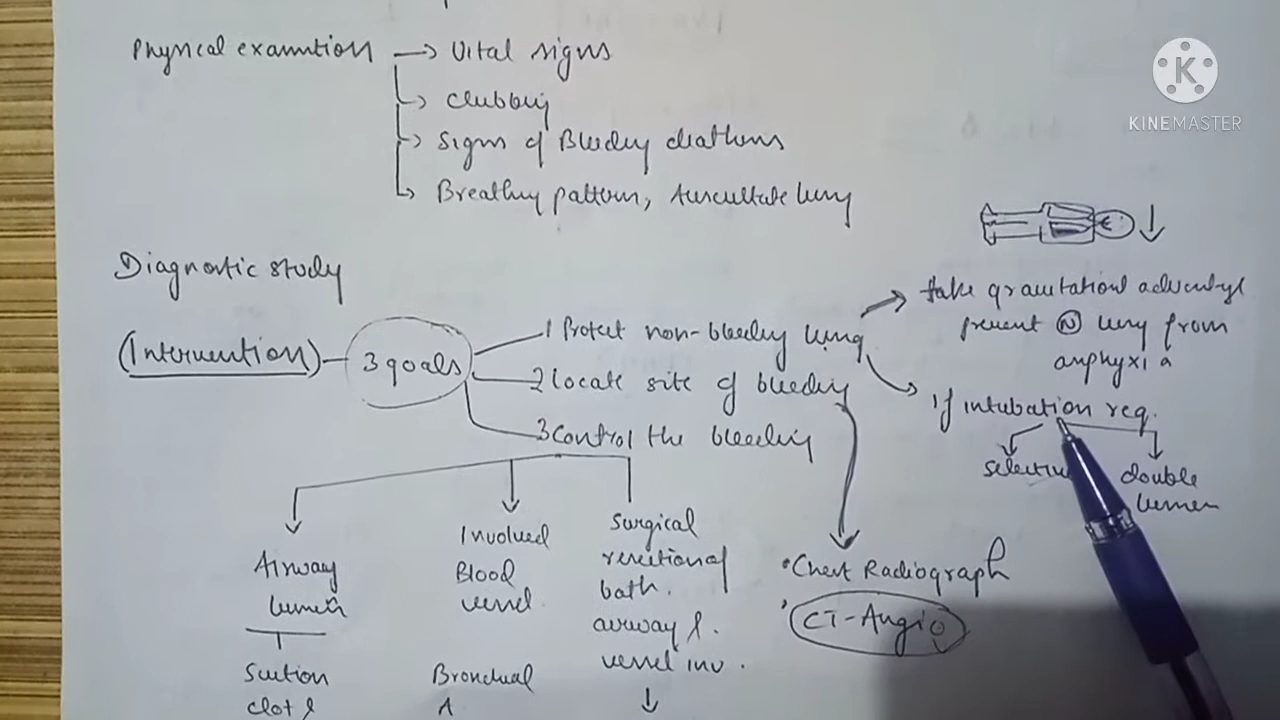 Physical examntion → Vital signs
→ Clubbing
→ Signs of Bleeding diathesis
→ Breathing pattern, Auscultate lung
KINEMASTER
Diagnostic study
(Intervention) 3 goals
1 Protect non-bleeding lung
2 locate site of bleeding
3 Control the bleeding
take gravitational advantage
prevent (N) lung from
asphyxia
if intubation req.
selective
double
lumen
Airway
lumen
Suction
clot &
Involved
Blood
vessel
Bronchial
A
Surgical
resectional
both.
airway &.
vessel inv.
• Chest Radiograph
• CT-Angio